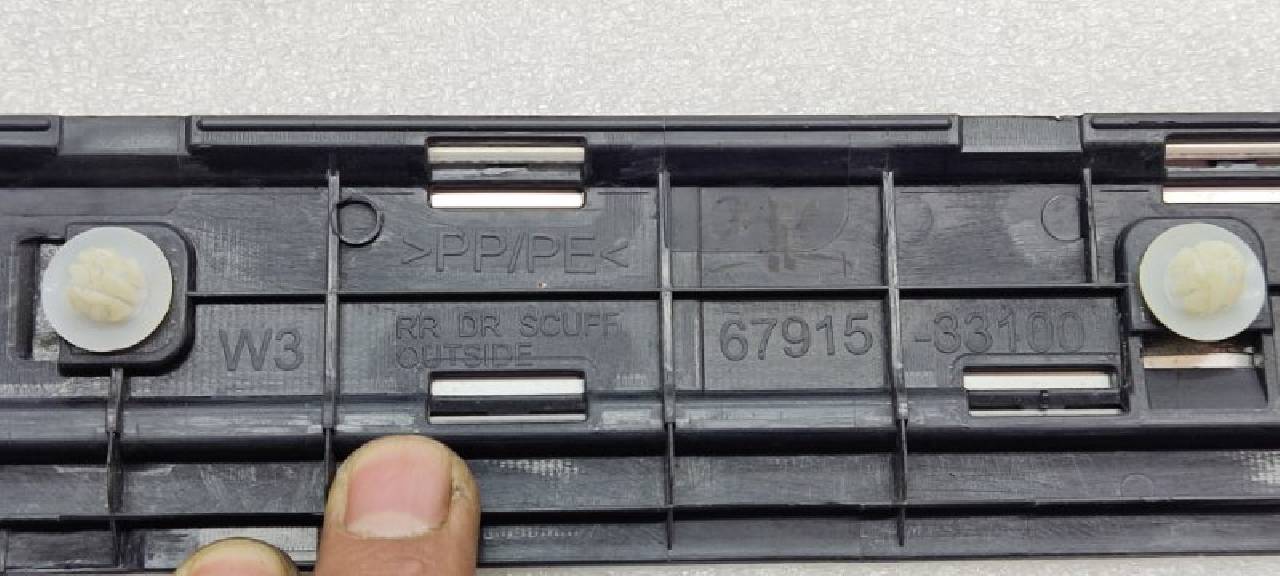 >PP/PE<
W3
RR DR SCUFF
OUTSIDE
67915-33100